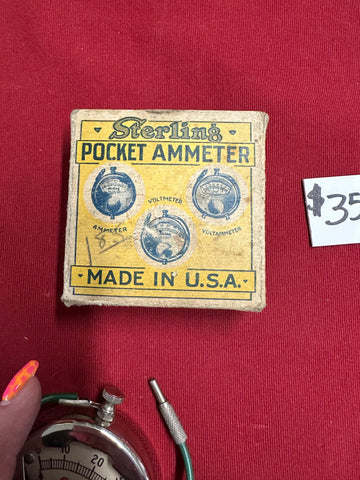 Sterling
POCKET AMMETER
VOLTMETER
AMMETER
VOLTAMMETER
MADE IN U.S.A.
$35
10
20